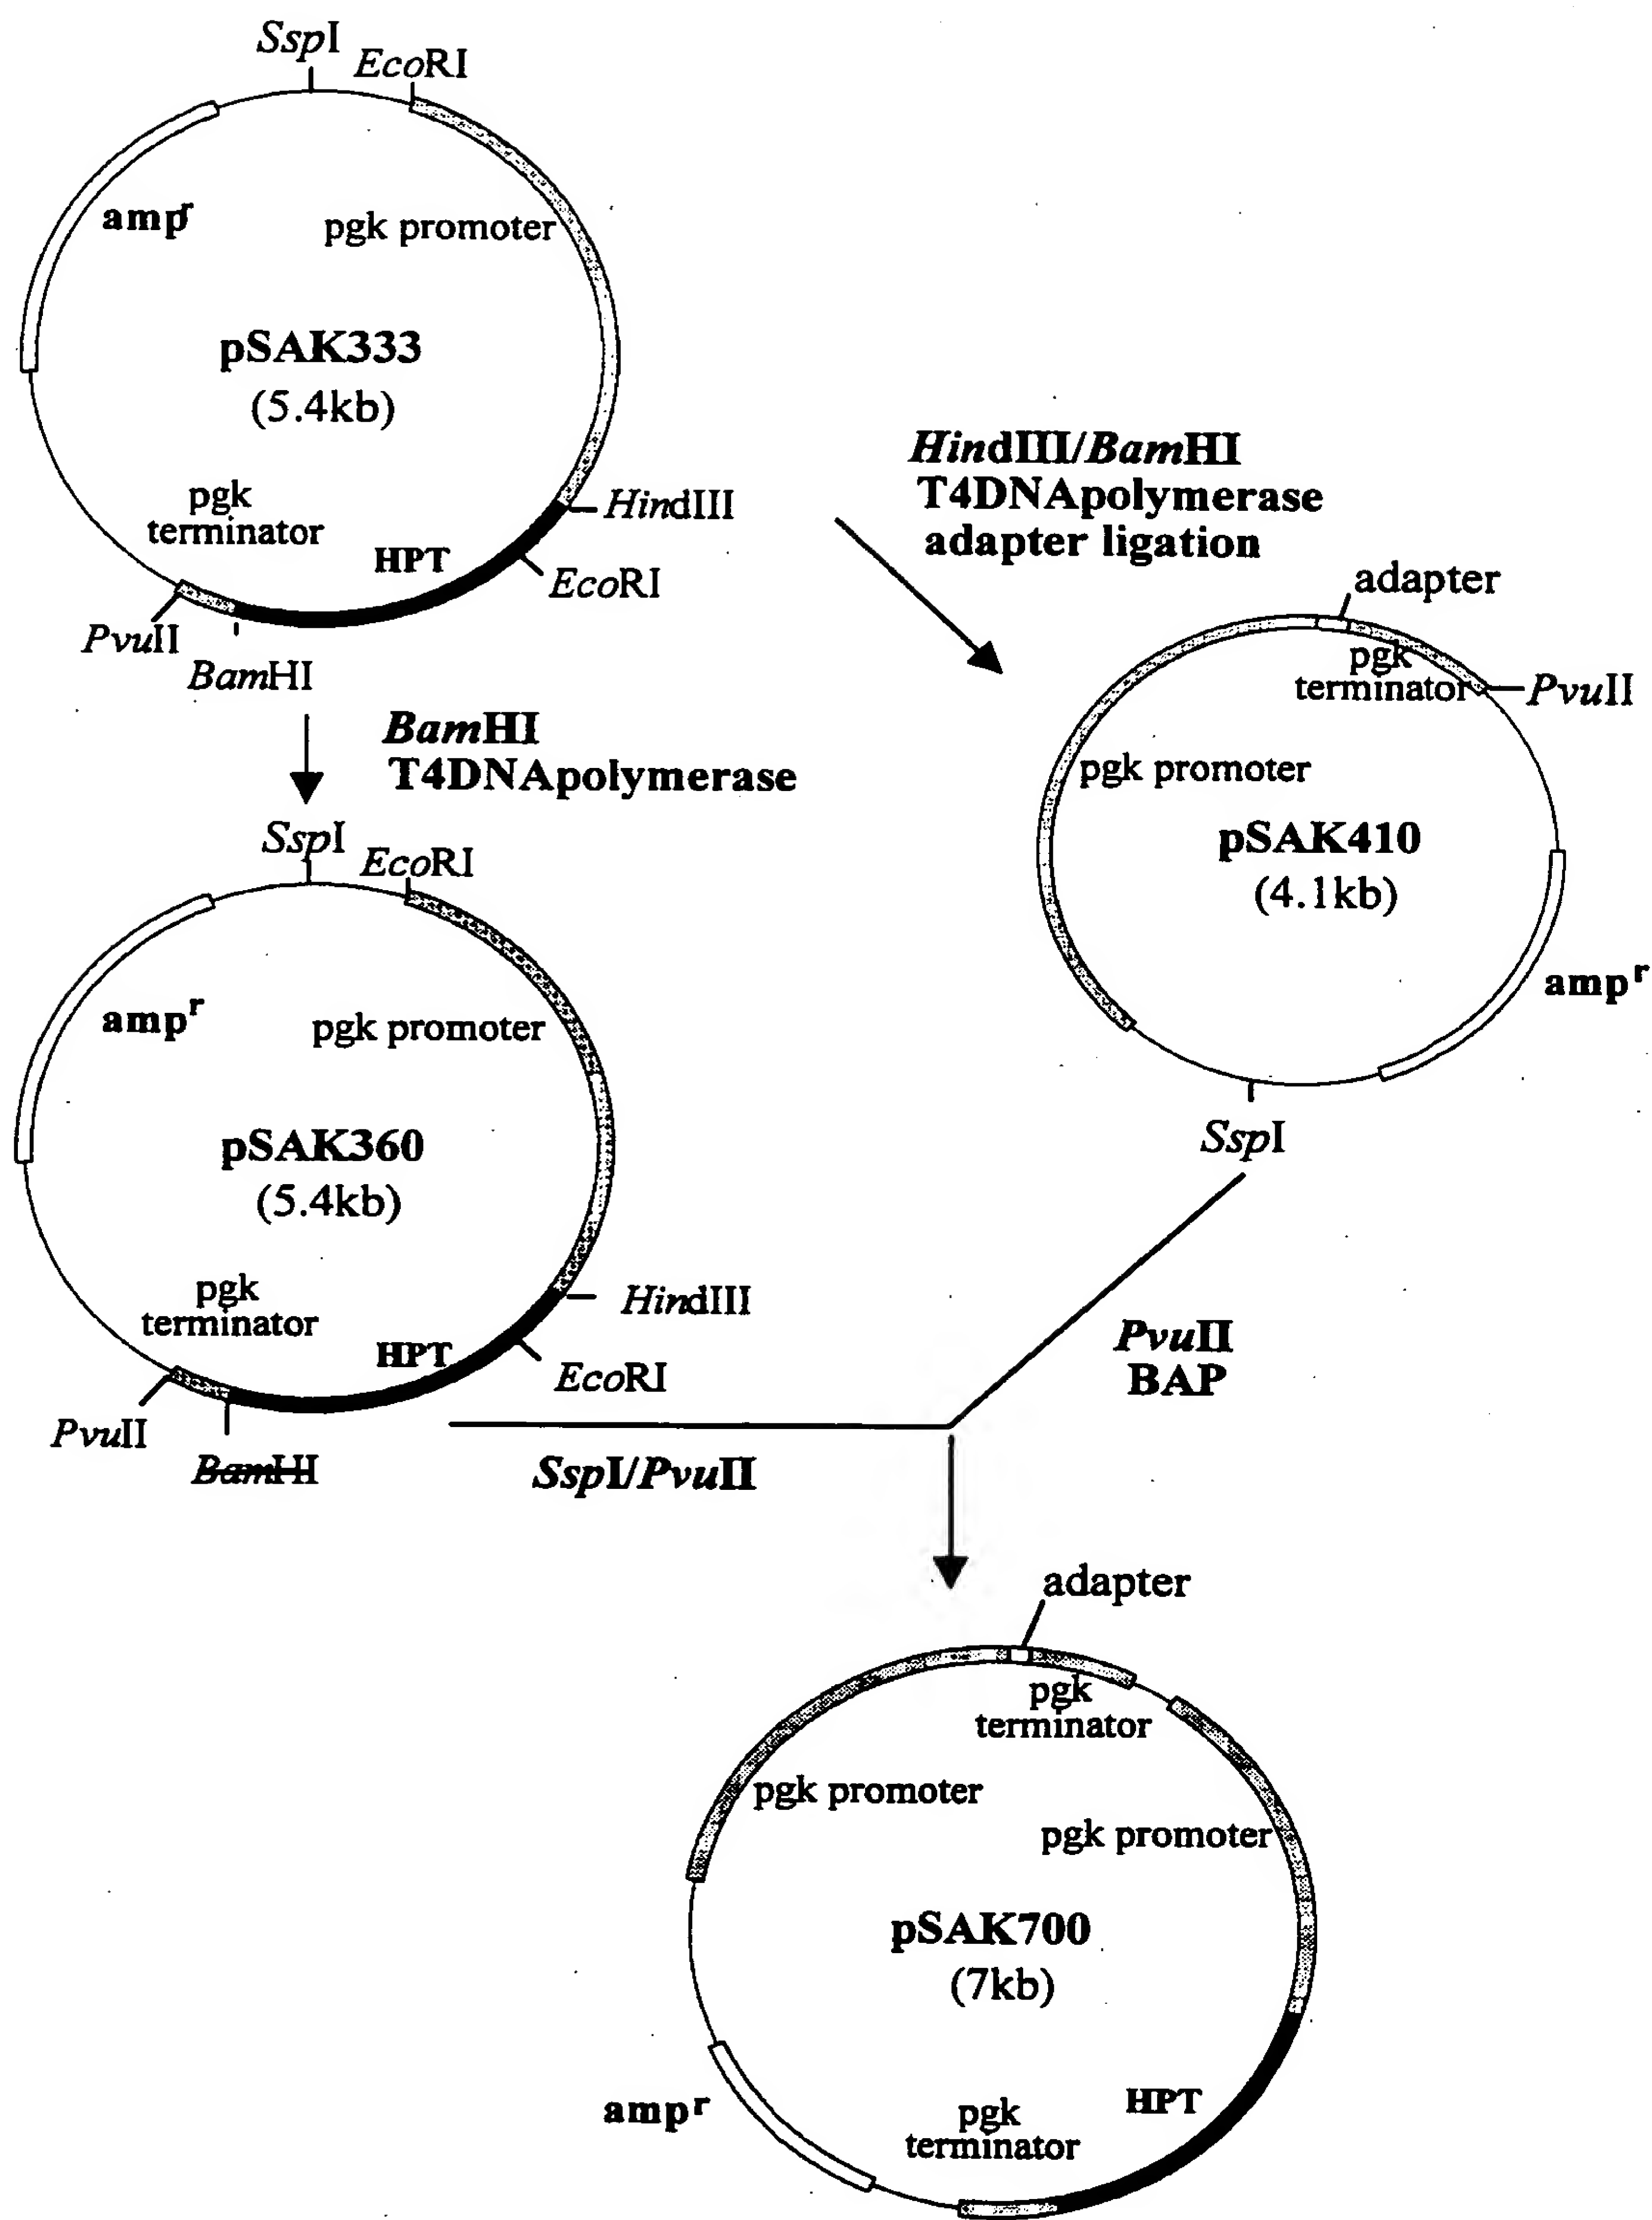 SspI
EcoRI
ampr
pgk promoter
pSAK333
(5.4kb)
pgk
terminator
HPT
HindIII
EcoRI
PvuII
BamHI
HindIII/BamHI
T4DNApolymerase
adapter ligation
BamHI
T4DNApolymerase
adapter
pgk
terminator
PvuII
pgk promoter
pSAK410
(4.1kb)
ampr
SspI
SspI
EcoRI
ampr
pgk promoter
pSAK360
(5.4kb)
pgk
terminator
HPT
HindIII
EcoRI
PvuII
BamHI
SspI/PvuII
PvuII
BAP
adapter
pgk
terminator
pgk promoter
pgk promoter
pSAK700
(7kb)
ampr
pgk
terminator
HPT